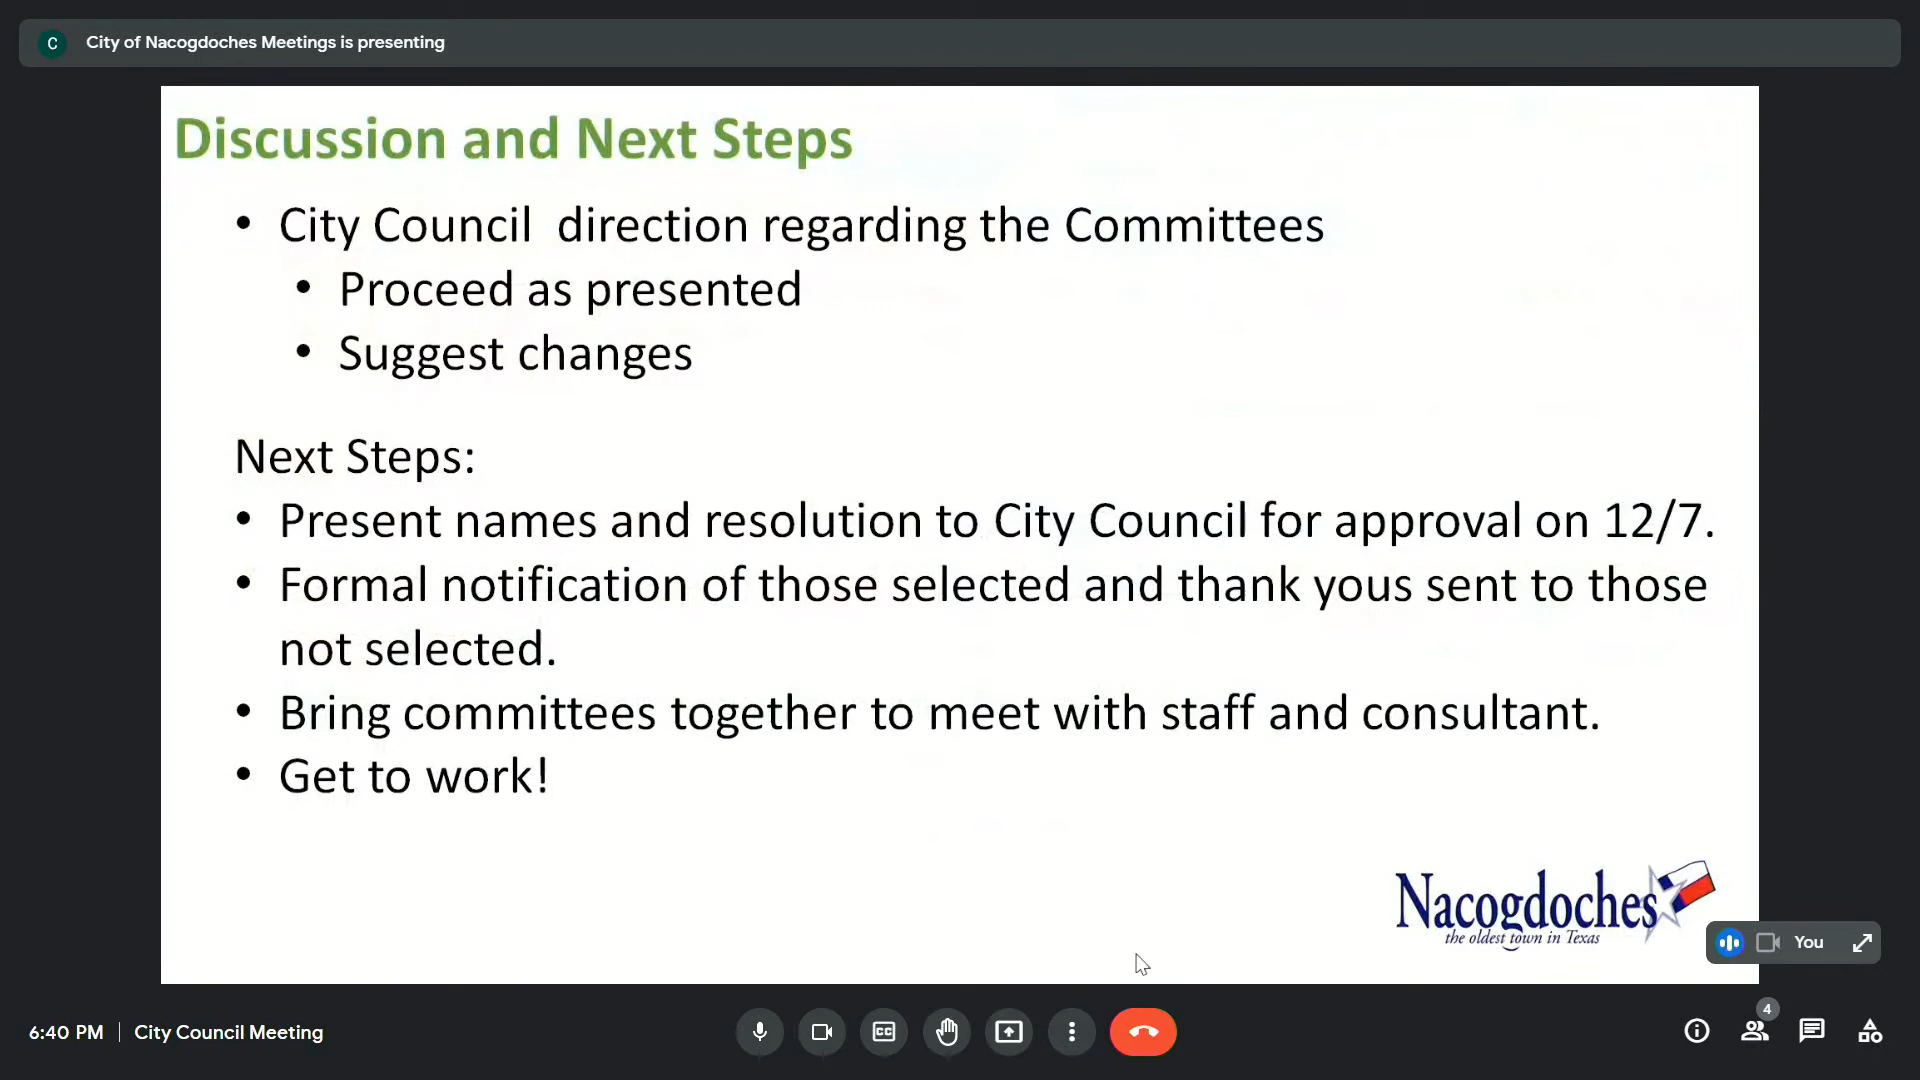 C City of Nacogdoches Meetings is presenting
Discussion and Next Steps
• City Council direction regarding the Committees
• Proceed as presented
• Suggest changes
Next Steps:
• Present names and resolution to City Council for approval on 12/7.
• Formal notification of those selected and thank yous sent to those
not selected.
• Bring committees together to meet with staff and consultant.
• Get to work!
Nacogdoches
the oldest town in Texas
You
6:40 PM | City Council Meeting
CC
4